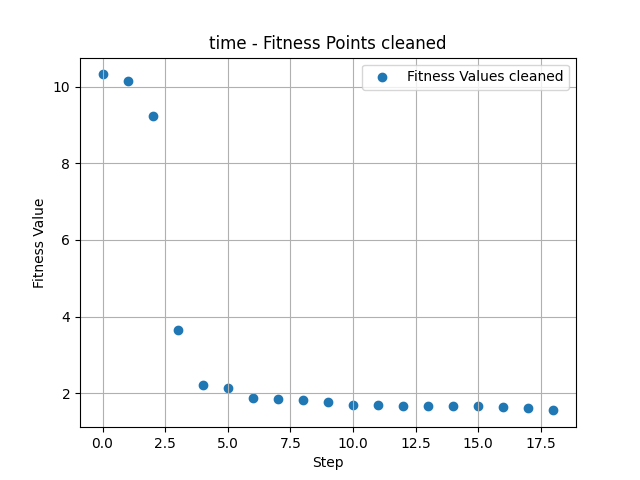 time - Fitness Points cleaned
Fitness Values cleaned
Fitness Value
10
8
6
4
2
0.0 2.5 5.0 7.5 10.0 12.5 15.0 17.5
Step